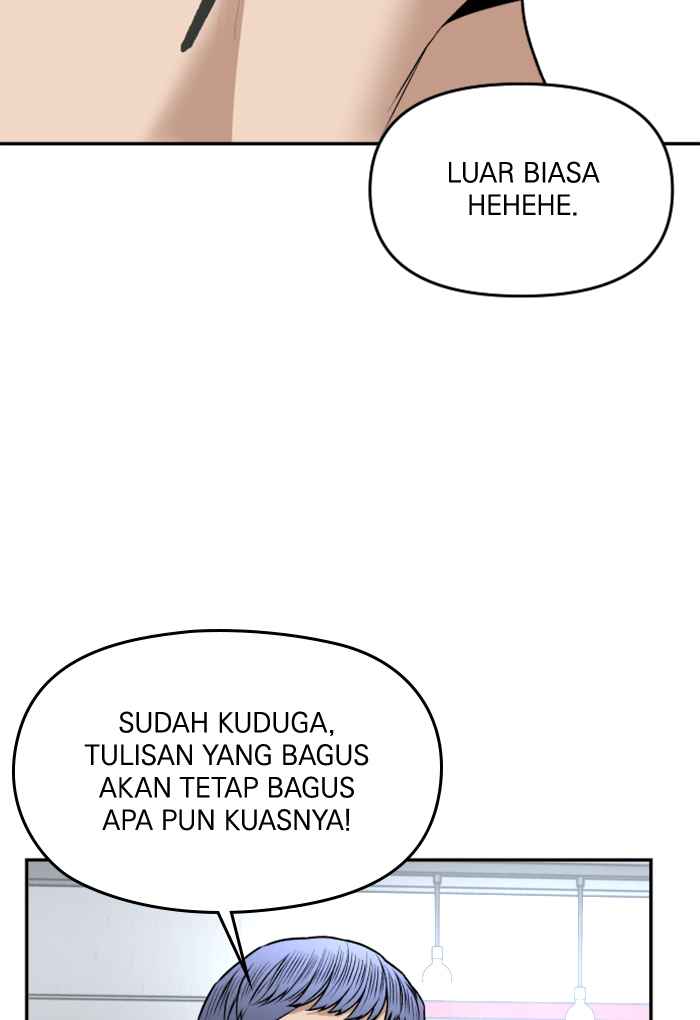 LUAR BIASA
HEHEHE.
SUDAH KUDUGA,
TULISAN YANG BAGUS
AKAN TETAP BAGUS
APA PUN KUASNYA!